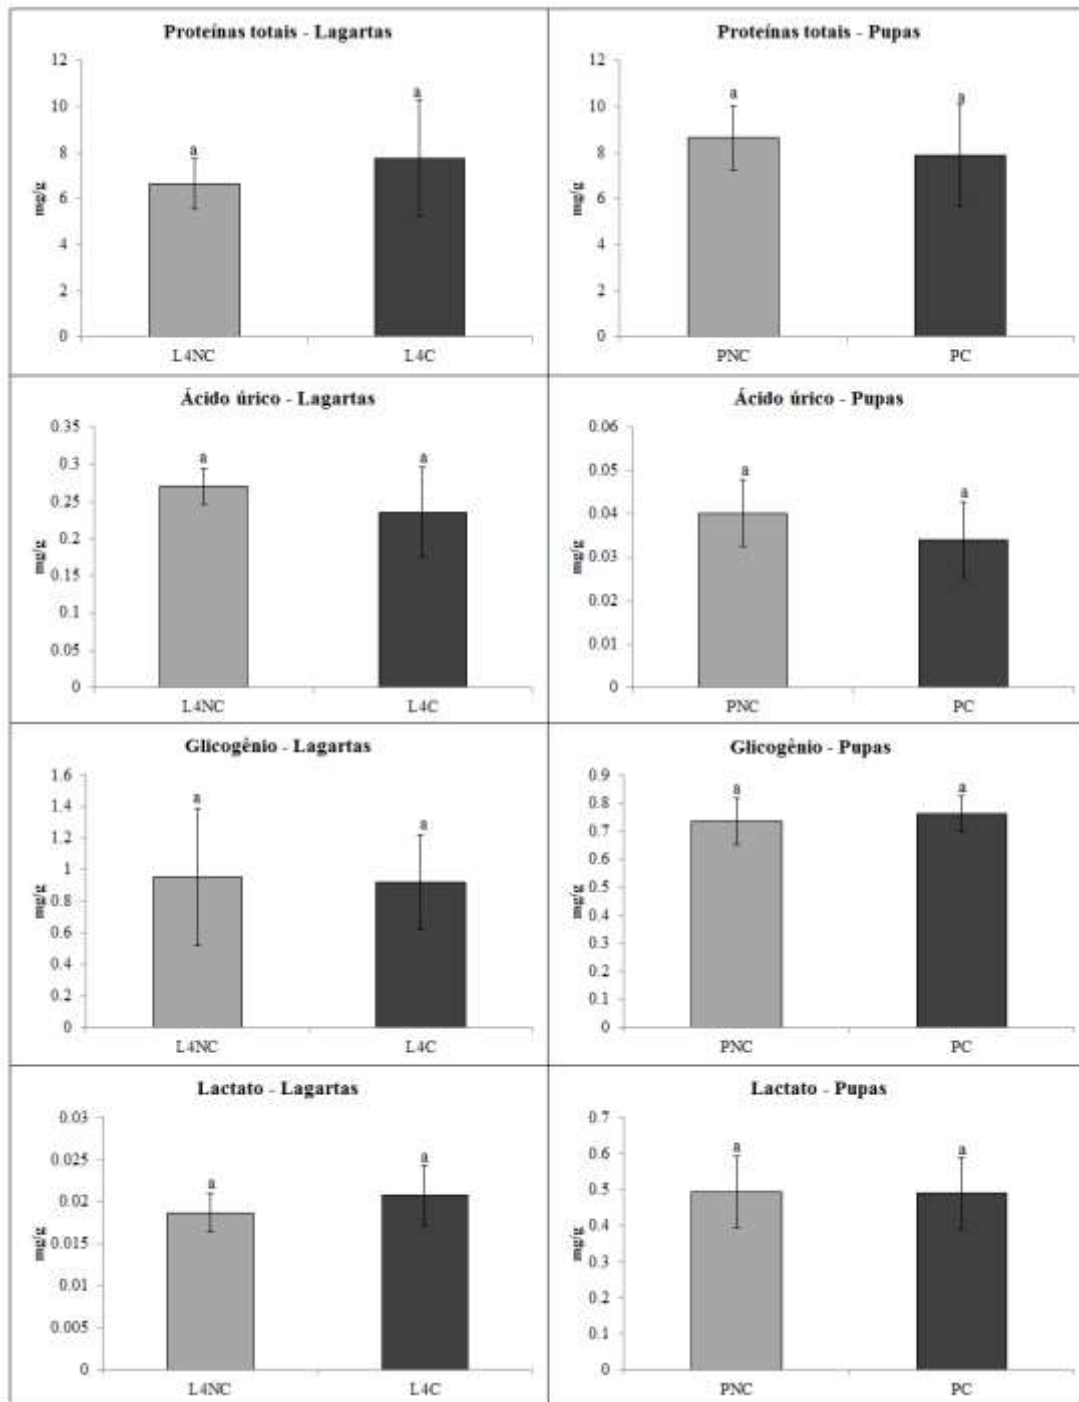 Proteínas totais - Lagartas
12
10
8
6
4
2
0
mg/g
a
a
L4NC
L4C
Proteínas totais - Pupas
12
10
8
6
4
2
0
mg/g
a
a
PNC
PC
Ácido úrico - Lagartas
0.35
0.3
0.25
0.2
0.15
0.1
0.05
0
mg/g
a
a
L4NC
L4C
Ácido úrico - Pupas
0.06
0.05
0.04
0.03
0.02
0.01
0
mg/g
a
a
PNC
PC
Glicogênio - Lagartas
1.6
1.4
1.2
1
0.8
0.6
0.4
0.2
0
mg/g
a
a
L4NC
L4C
Glicogênio - Pupas
0.9
0.8
0.7
0.6
0.5
0.4
0.3
0.2
0.1
0
mg/g
a
a
PNC
PC
Lactato - Lagartas
0.03
0.025
0.02
0.015
0.01
0.005
0
mg/g
a
a
L4NC
L4C
Lactato - Pupas
0.7
0.6
0.5
0.4
0.3
0.2
0.1
0
mg/g
a
a
PNC
PC